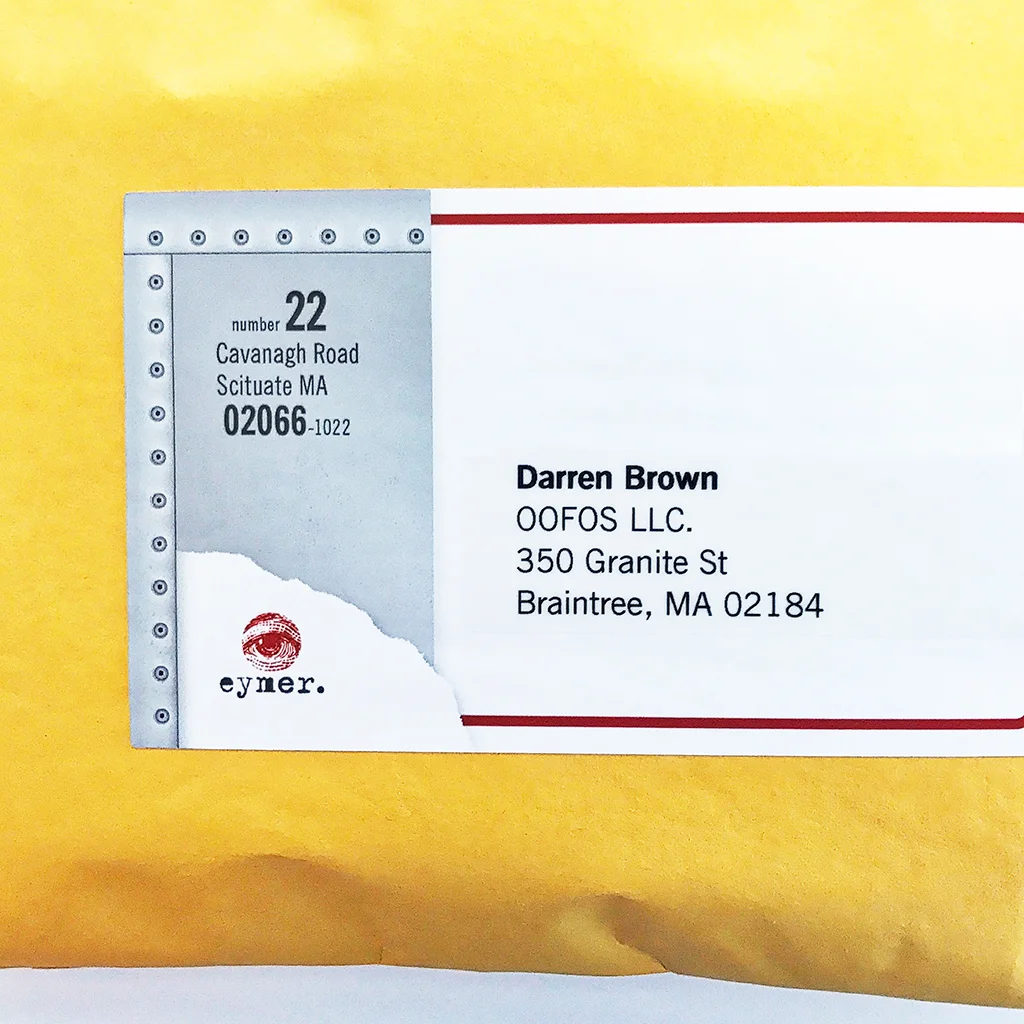 number 22
Cavanagh Road
Scituate MA
02066-1022
eymer.
Darren Brown
OOFOS LLC.
350 Granite St
Braintree, MA 02184